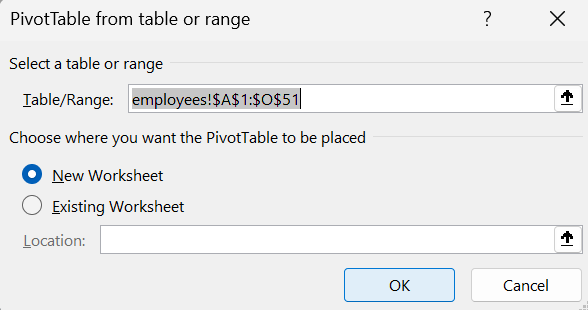 PivotTable from table or range ?
Select a table or range
Table/Range: employees!$A$1:$O$51
Choose where you want the PivotTable to be placed
New Worksheet
Existing Worksheet
Location:
OK Cancel